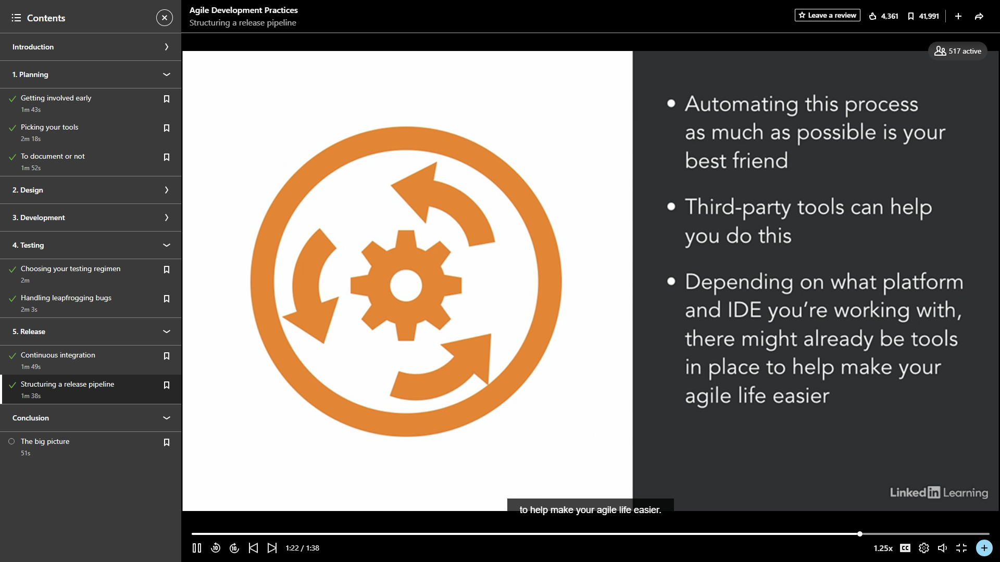 Contents
Agile Development Practices
Structuring a release pipeline
Leave a review
4,361
41,991
517 active
Introduction
1. Planning
Getting involved early
1m 43s
Picking your tools
2m 18s
To document or not
1m 52s
2. Design
3. Development
4. Testing
Choosing your testing regimen
2m
Handling leapfrogging bugs
2m 3s
5. Release
Continuous integration
1m 49s
Structuring a release pipeline
1m 38s
Conclusion
The big picture
51s
• Automating this process
as much as possible is your
best friend
• Third-party tools can help
you do this
• Depending on what platform
and IDE you’re working with,
there might already be tools
in place to help make your
agile life easier
LinkedIn Learning
to help make your agile life easier.
10
10
1:22 / 1:38
1.25x
CC